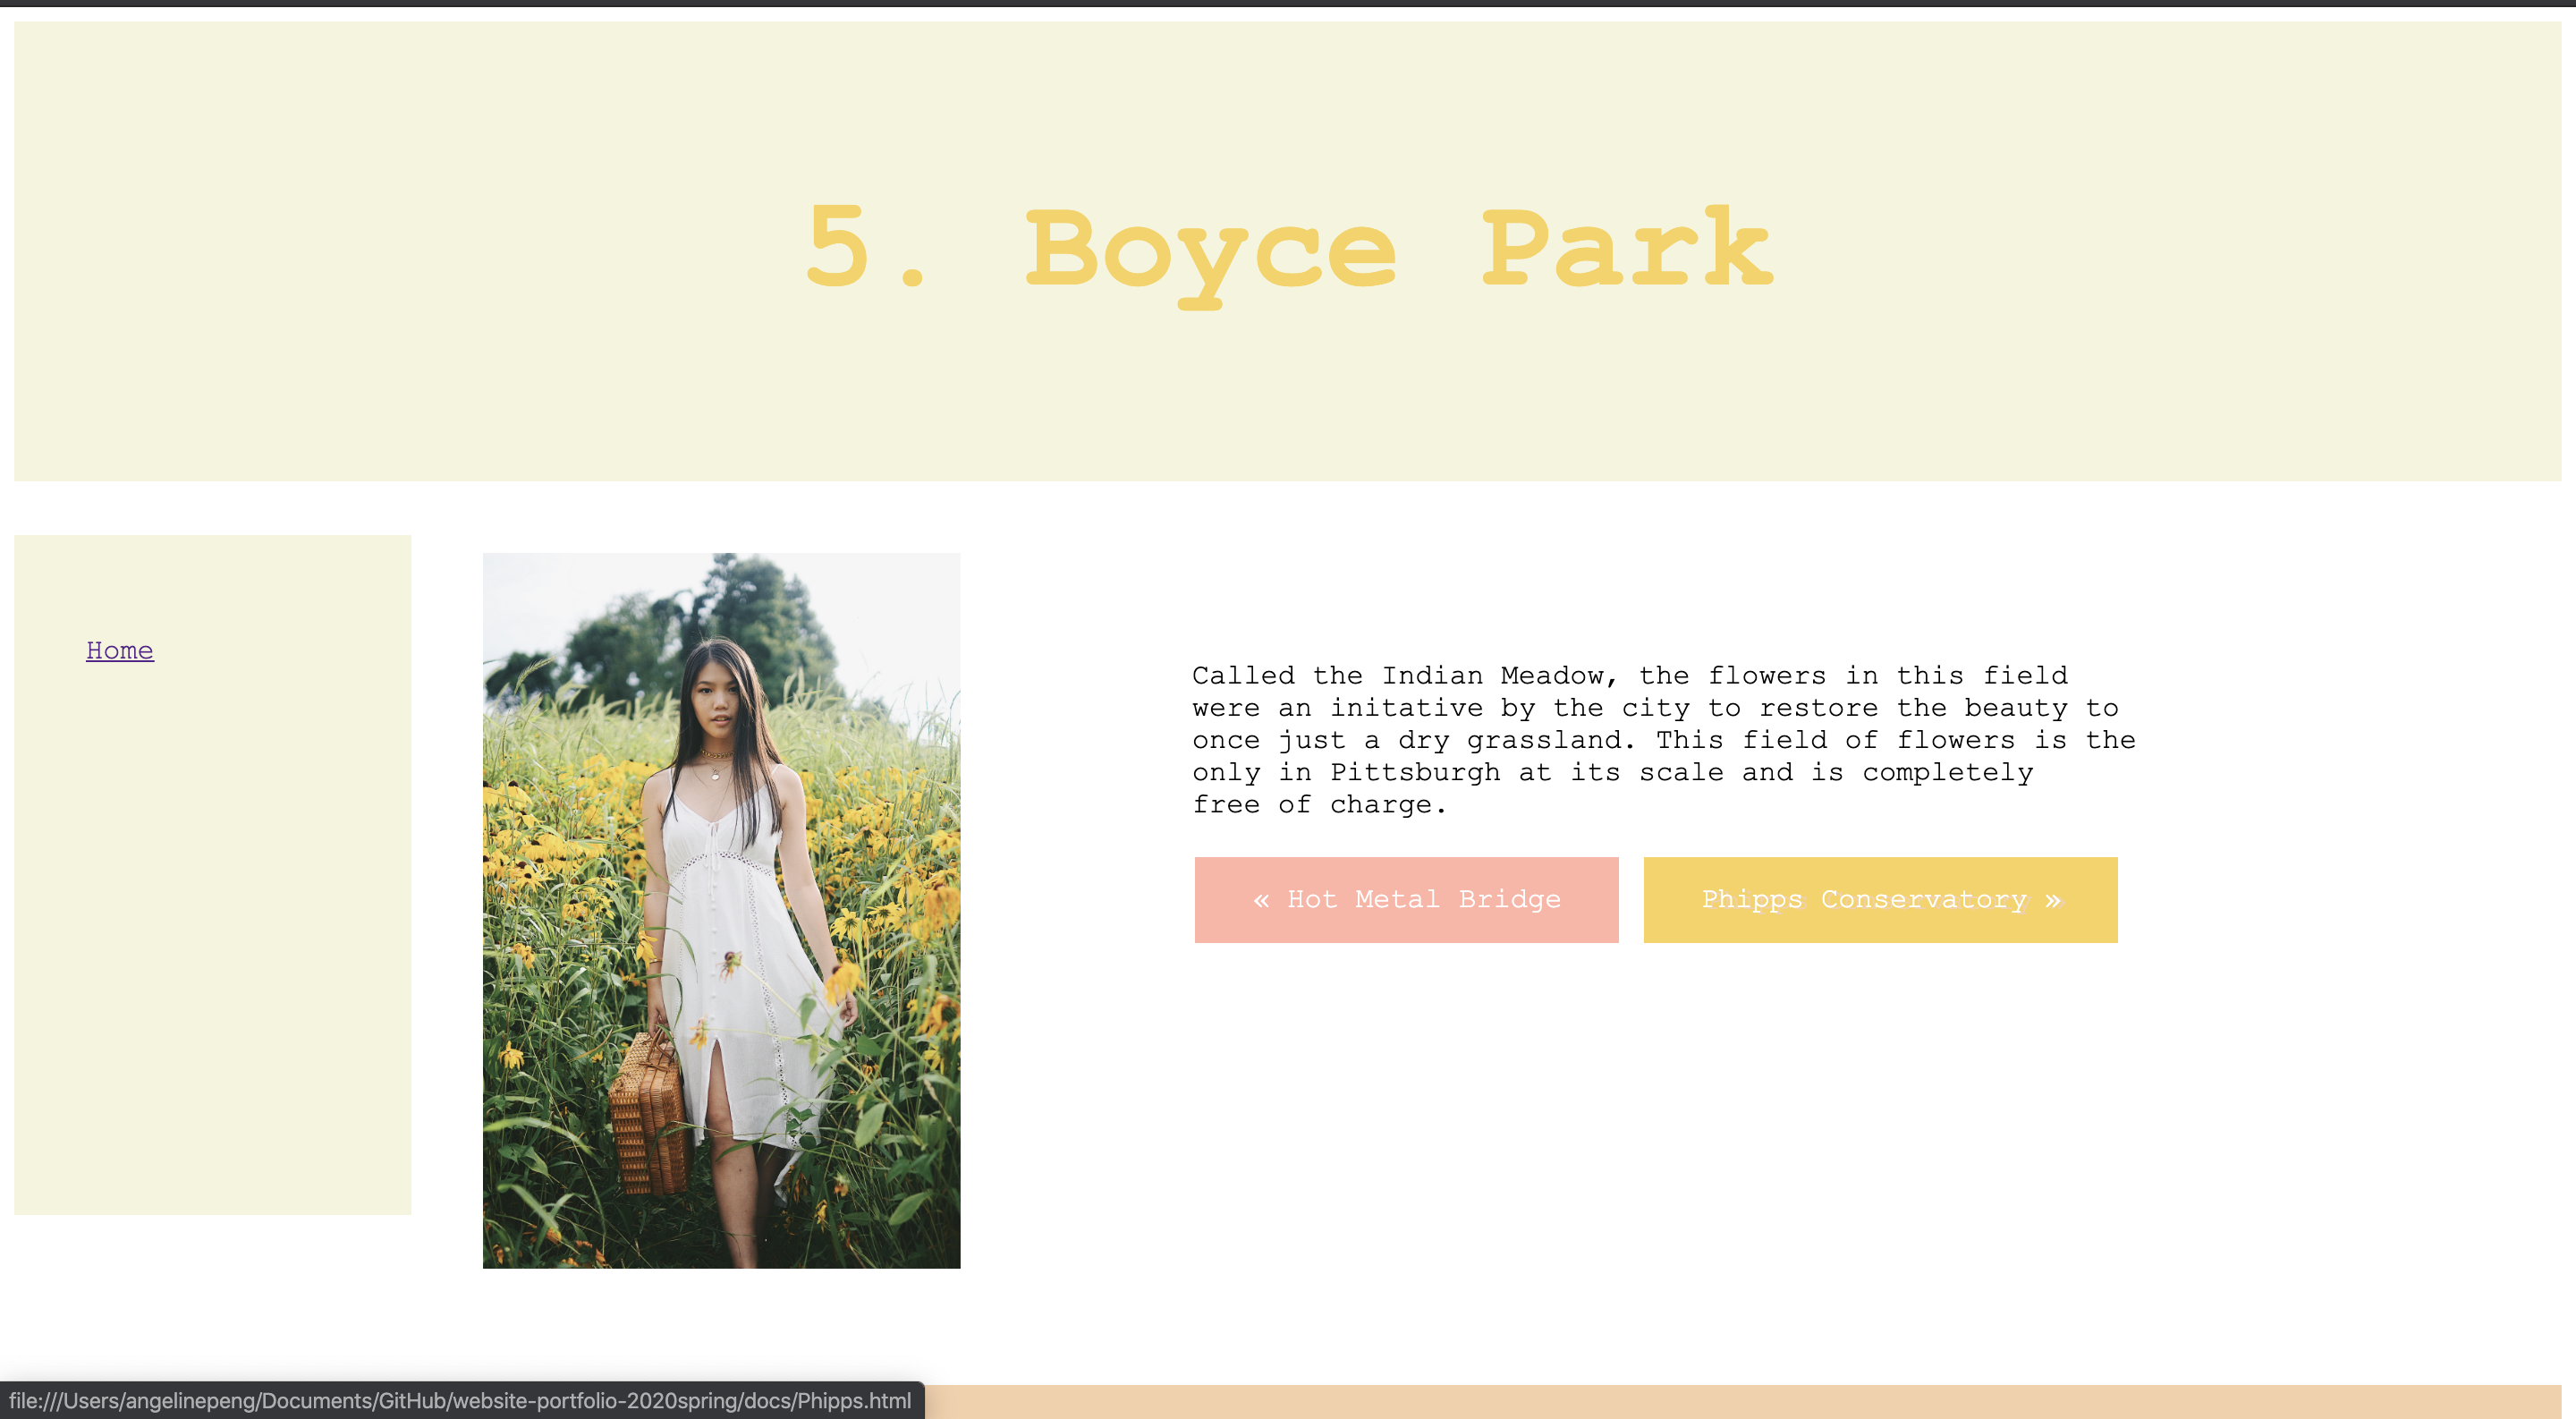 5. Boyce Park
Home
Called the Indian Meadow, the flowers in this field
were an initative by the city to restore the beauty to
once just a dry grassland. This field of flowers is the
only in Pittsburgh at its scale and is completely
free of charge.
« Hot Metal Bridge
Phipps Conservatory »
file:///Users/angelinepeng/Documents/GitHub/website-portfolio-2020spring/docs/Phipps.html